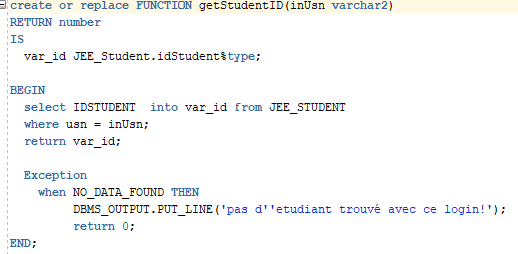 create or replace FUNCTION getStudentID(inUsn varchar2)
RETURN number
IS
var_id JEE_Student.idStudent%type;
BEGIN
select IDSTUDENT into var_id from JEE_STUDENT
where usn = inUsn;
return var_id;
Exception
when NO_DATA_FOUND THEN
DBMS_OUTPUT.PUT_LINE('pas d''etudiant trouvé avec ce login!');
return 0;
END;